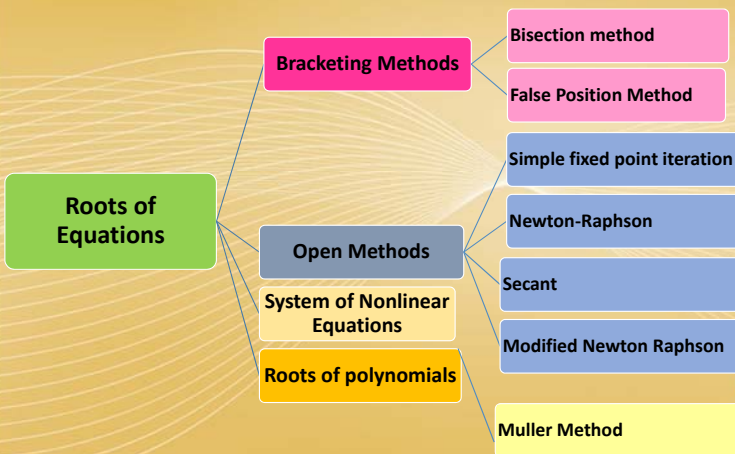 Roots of
Equations
Bracketing Methods
Bisection method
False Position Method
Open Methods
Simple fixed point iteration
Newton-Raphson
Secant
Modified Newton Raphson
System of Nonlinear
Equations
Roots of polynomials
Muller Method